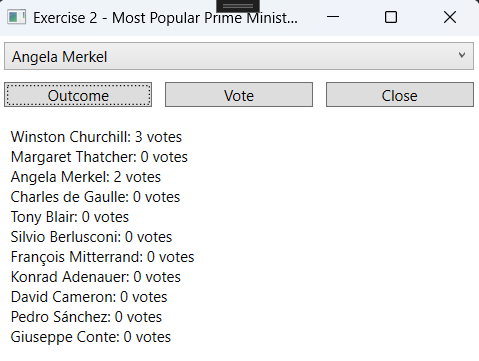 Exercise 2 - Most Popular Prime Minist...
Angela Merkel
Outcome Vote Close
Winston Churchill: 3 votes
Margaret Thatcher: 0 votes
Angela Merkel: 2 votes
Charles de Gaulle: 0 votes
Tony Blair: 0 votes
Silvio Berlusconi: 0 votes
François Mitterrand: 0 votes
Konrad Adenauer: 0 votes
David Cameron: 0 votes
Pedro Sánchez: 0 votes
Giuseppe Conte: 0 votes